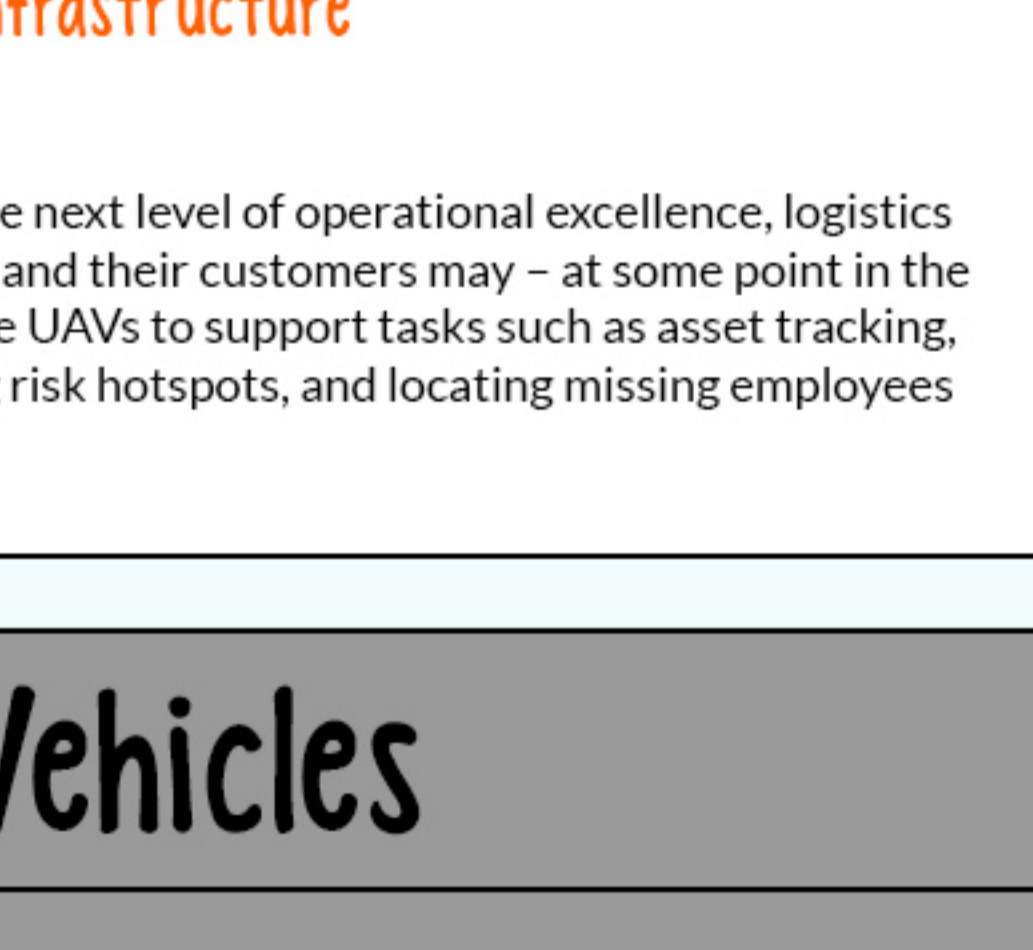 nfrastructure
e next level of operational excellence, logistics
and their customers may – at some point in the
e UAVs to support tasks such as asset tracking,
risk hotspots, and locating missing employees
Vehicles